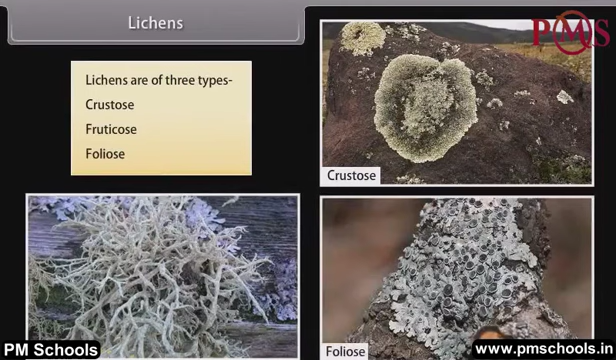 Lichens
PMS
Lichens are of three types-
Crustose
Fruticose
Foliose
Crustose
Foliose
PM Schools
www.pmschools.in